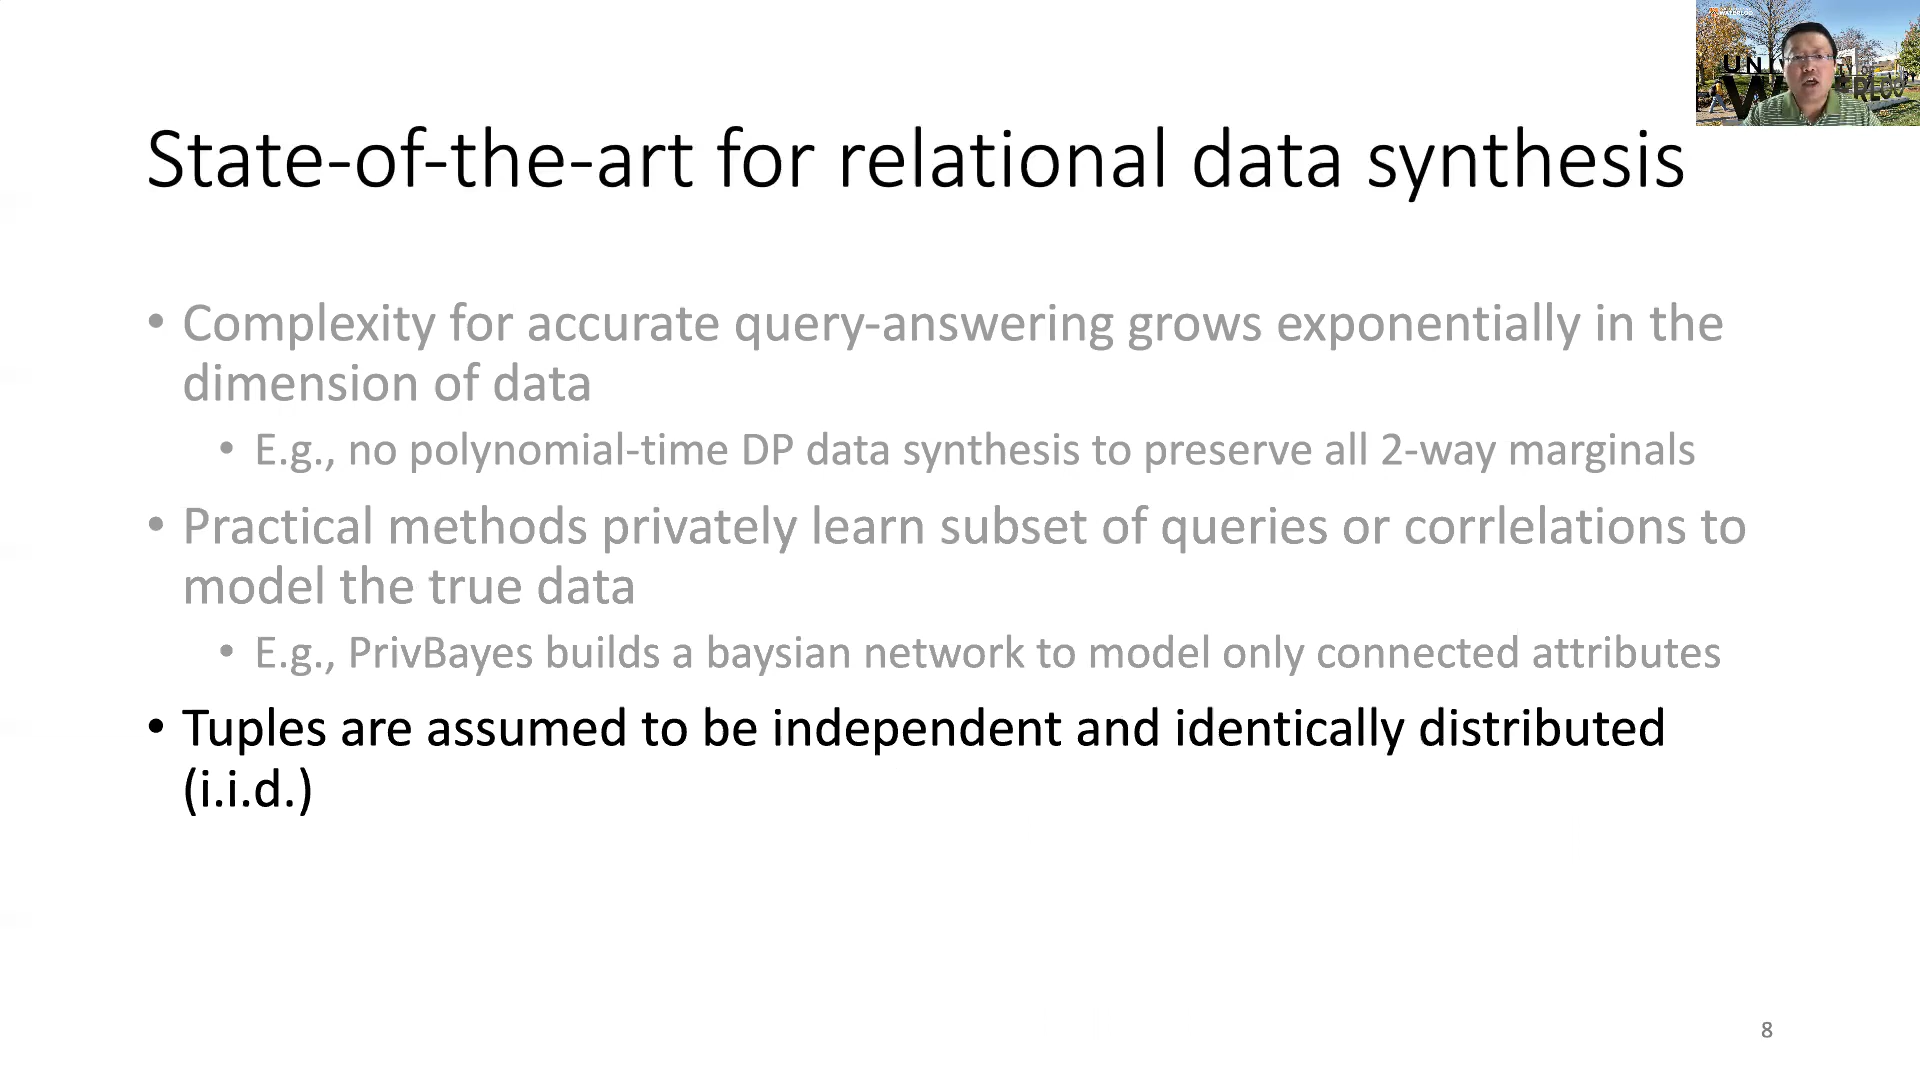 State-of-the-art for relational data synthesis
• Complexity for accurate query-answering grows exponentially in the
dimension of data
• E.g., no polynomial-time DP data synthesis to preserve all 2-way marginals
• Practical methods privately learn subset of queries or corrlelations to
model the true data
• E.g., PrivBayes builds a baysian network to model only connected attributes
• Tuples are assumed to be independent and identically distributed
(i.i.d.)
8